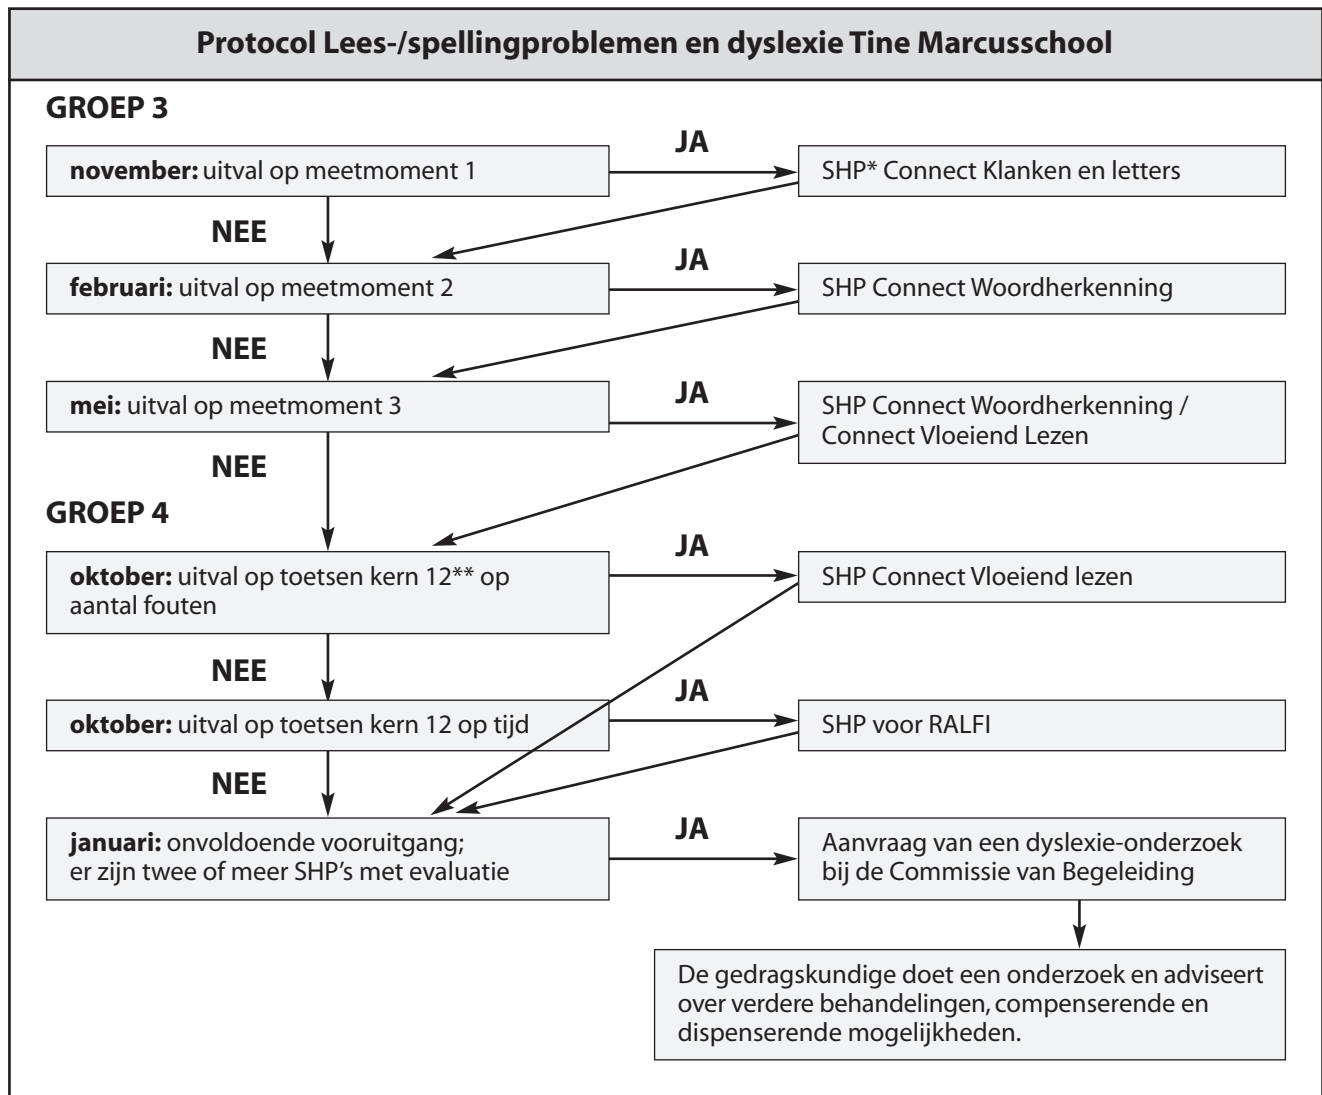 Protocol Lees-/spellingproblemen en dyslexie Tine Marcusschool
GROEP 3
november: uitval op meetmoment 1
JA
SHP* Connect Klanken en letters
NEE
februari: uitval op meetmoment 2
JA
SHP Connect Woordherkenning
NEE
mei: uitval op meetmoment 3
JA
SHP Connect Woordherkenning /
Connect Vloeiend Lezen
NEE
GROEP 4
oktober: uitval op toetsen kern 12** op
aantal fouten
JA
SHP Connect Vloeiend lezen
NEE
oktober: uitval op toetsen kern 12 op tijd
JA
SHP voor RALFI
NEE
januari: onvoldoende vooruitgang;
er zijn twee of meer SHP's met evaluatie
JA
Aanvraag van een dyslexie-onderzoek
bij de Commissie van Begeleiding
De gedragskundige doet een onderzoek en adviseert
over verdere behandelingen, compenserende en
dispenserende mogelijkheden.